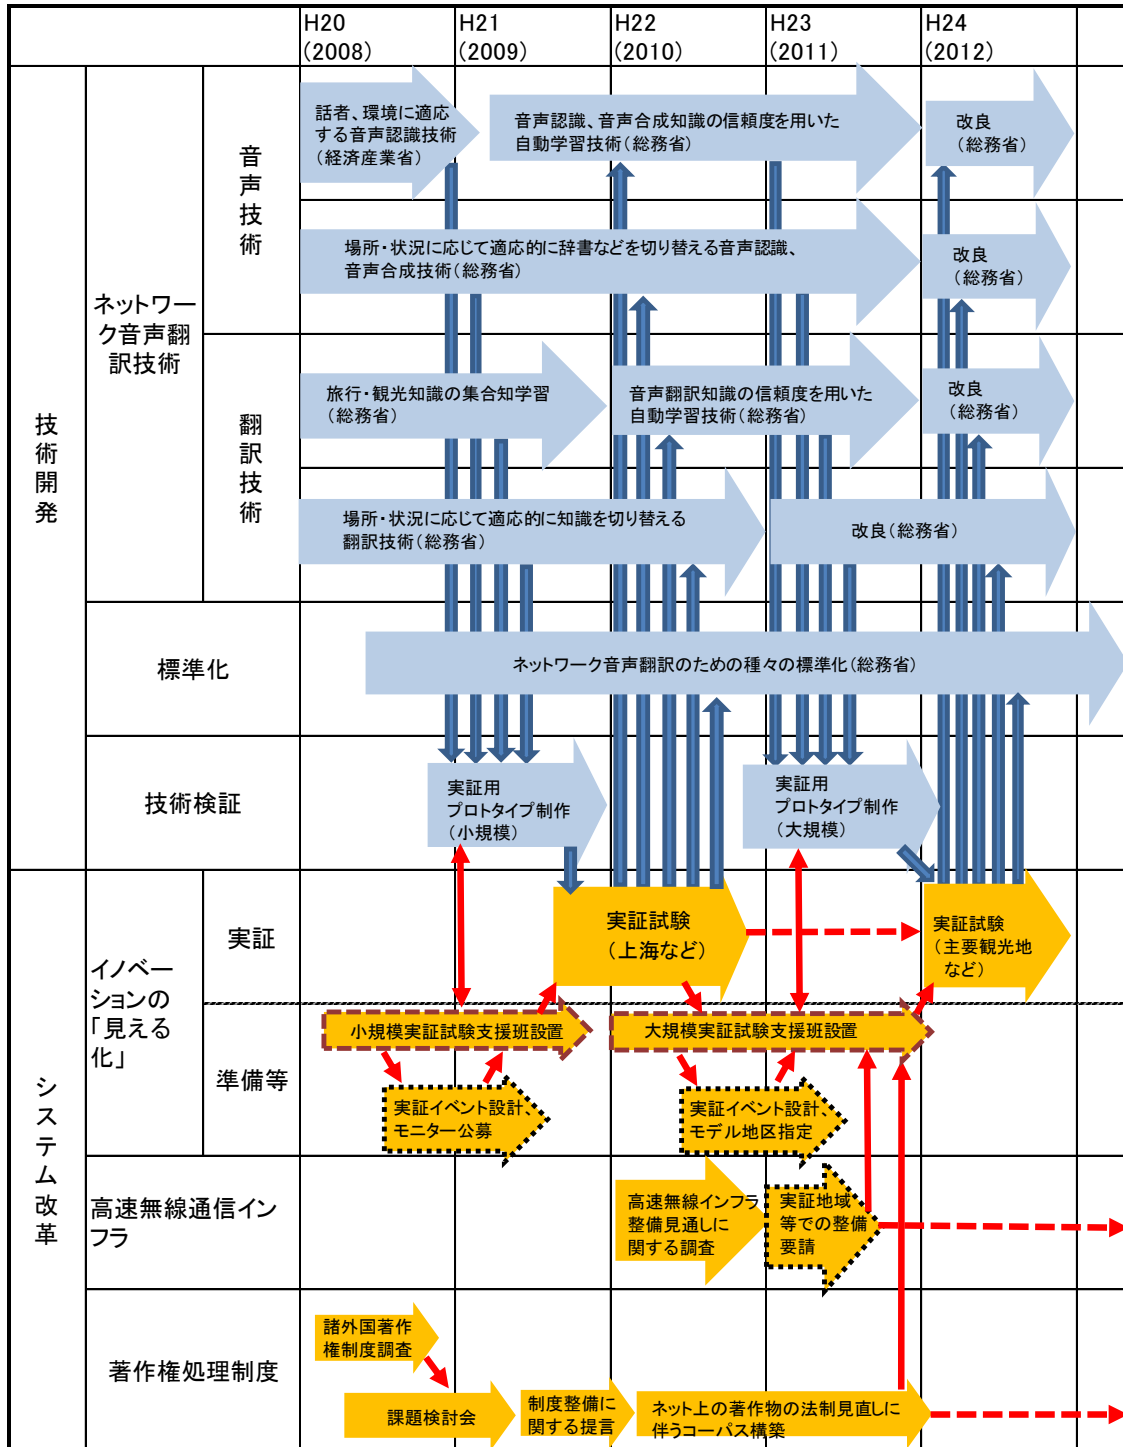 H20
(2008)
H21
(2009)
H22
(2010)
H23
(2011)
H24
(2012)
技術開発
ネットワー
ク音声翻
訳技術
音声技術
話者、環境に適応
する音声認識技術
(経済産業省)
音声認識、音声合成知識の信頼度を用いた
自動学習技術(総務省)
改良
(総務省)
場所・状況に応じて適応的に辞書などを切り替える音声認識、
音声合成技術(総務省)
改良
(総務省)
翻訳技術
旅行・観光知識の集合知学習
(総務省)
音声翻訳知識の信頼度を用いた
自動学習技術(総務省)
改良
(総務省)
場所・状況に応じて適応的に知識を切り替える
翻訳技術(総務省)
改良(総務省)
標準化
ネットワーク音声翻訳のための種々の標準化(総務省)
技術検証
実証用
プロトタイプ制作
(小規模)
実証用
プロトタイプ制作
(大規模)
システム改革
イノベー
ションの
「見える
化」
実証
実証試験
(上海など)
実証試験
(主要観光地
など)
準備等
小規模実証試験支援班設置
大規模実証試験支援班設置
実証イベント設計、
モニター公募
実証イベント設計、
モデル地区指定
高速無線通信イン
フラ
高速無線インフラ
整備見通しに
関する調査
実証地域
等での整備
要請
著作権処理制度
諸外国著作
権制度調査
課題検討会
制度整備に
関する提言
ネット上の著作物の法制見直しに
伴うコーパス構築